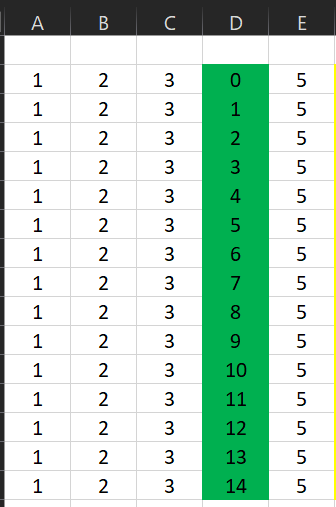 A B C D E
1 2 3 0 5
1 2 3 1 5
1 2 3 2 5
1 2 3 3 5
1 2 3 4 5
1 2 3 5 5
1 2 3 6 5
1 2 3 7 5
1 2 3 8 5
1 2 3 9 5
1 2 3 10 5
1 2 3 11 5
1 2 3 12 5
1 2 3 13 5
1 2 3 14 5